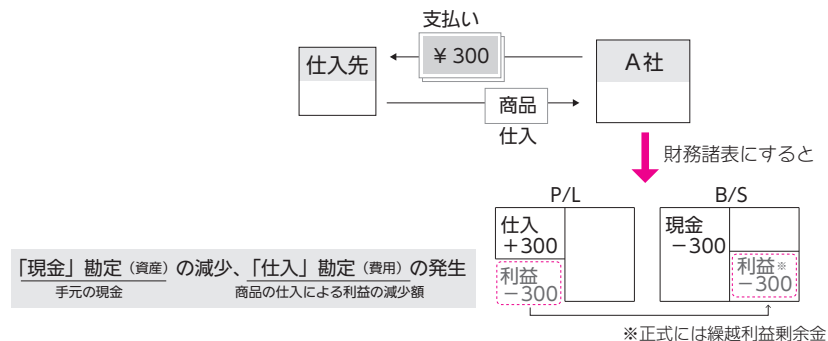 支払い
¥300
仕入先
A社
商品
仕入
財務諸表にすると
P/L
B/S
仕入
+300
利益
−300
現金
−300
利益※
−300
「現金」勘定（資産）の減少、「仕入」勘定（費用）の発生
手元の現金
商品の仕入による利益の減少額
※正式には繰越利益剰余金